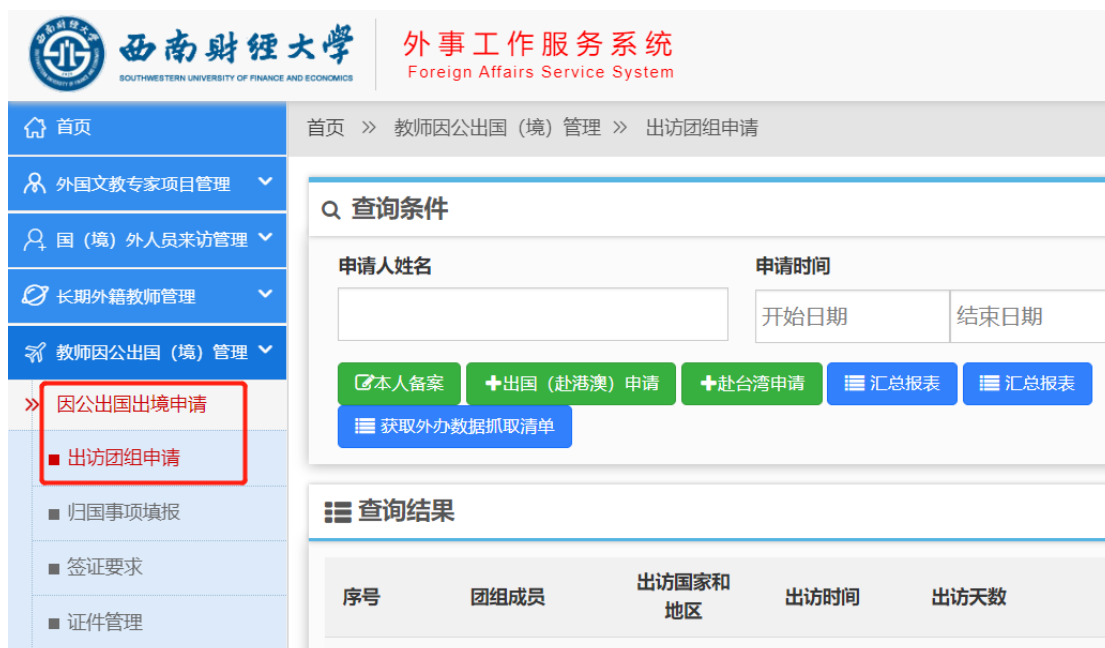 西南财经大学
SOUTHWESTERN UNIVERSITY OF FINANCE AND ECONOMICS
外事工作服务系统
Foreign Affairs Service System
首页
外国文教专家项目管理
国（境）外人员来访管理
长期外籍教师管理
教师因公出国（境）管理
因公出国出境申请
出访团组申请
归国事项填报
签证要求
证件管理
首页 » 教师因公出国（境）管理 » 出访团组申请
查询条件
申请人姓名 申请时间
开始日期 结束日期
本人备案 出国（赴港澳）申请 赴台湾申请 汇总报表 汇总报表
获取外办数据抓取清单
查询结果
序号 团组成员 出访国家和地区 出访时间 出访天数